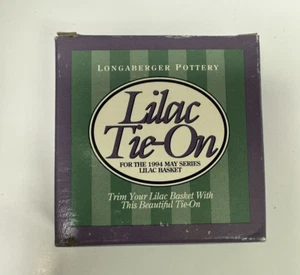 LONGABERGER POTTERY
Lilac
Tie-On
FOR THE 1994 MAY SERIES
LILAC BASKET
Trim Your Lilac Basket With
This Beautiful Tie-On